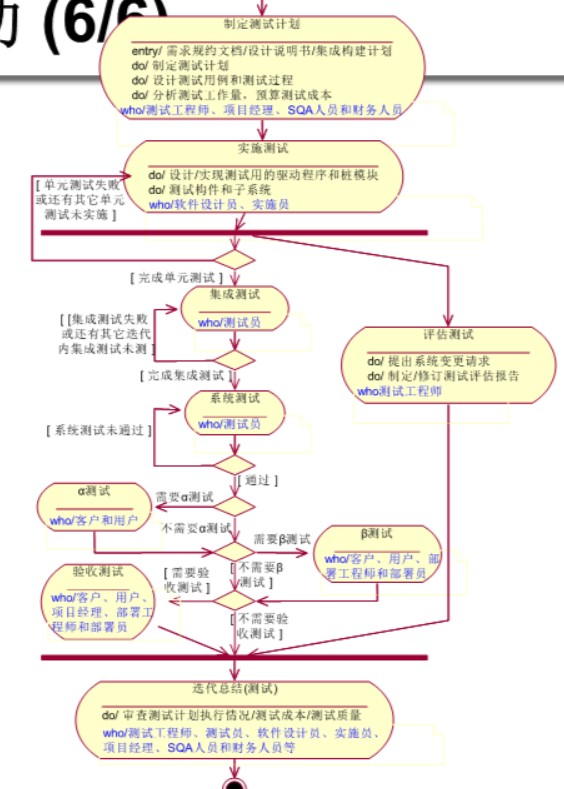 (6/6)
制定测试计划
entry/ 需求规约文档/设计说明书/集成构建计划
do/ 制定测试计划
do/ 设计测试用例和测试过程
do/ 分析测试工作量，预算测试成本
who/测试工程师、项目经理、SQA人员和财务人员
实施测试
do/ 设计/实现测试用的驱动程序和桩模块
do/ 测试构件和子系统
who/软件设计员、实施员
[ 单元测试失败
或还有其它单元
测试未实施 ]
[ 完成单元测试 ]
集成测试
who/测试员
[ [集成测试失败
或还有其它迭代
内集成测试未测 ]
评估测试
do/ 提出系统变更请求
do/ 制定/修订测试评估报告
who测试工程师
[ 完成集成测试 ]
系统测试
who/测试员
[ 系统测试未通过 ]
[ 通过 ]
α测试
who/客户和用户
需要α测试
不需要α测试
需要β测试
β测试
who/客户、用户、部
署工程师和部署员
[ 不需要β
测试 ]
[ 需要验
收测试 ]
验收测试
who/客户、用户、
项目经理、部署工
程师和部署员
[ 不需要验
收测试 ]
迭代总结(测试)
do/ 审查测试计划执行情况/测试成本/测试质量
who/测试工程师、测试员、软件设计员、实施员、
项目经理、SQA人员和财务人员等